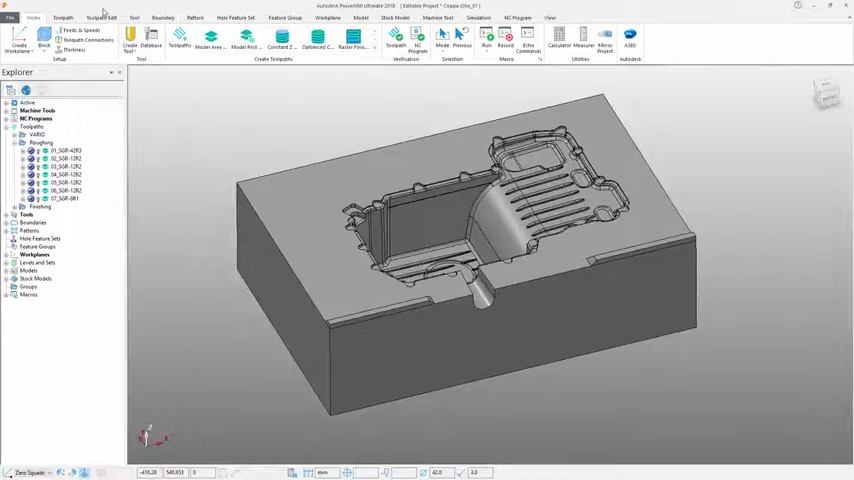 Autodesk PowerMill Ultimate 2018 - [ Editable Project * Coppa-Olio_01 ]
File Home Toolpath Toolpath Edit Tool Boundary Pattern Hole Feature Set Feature Group Workplane Model Stock Model Machine Tool Simulation NC Program View
Create Workplane Block Feeds & Speeds Toolpath Connections Thickness Create Tool Database Toolpaths Model Area ... Model Rest ... Constant Z ... Optimised C... Raster Finis... Toolpath NC Program Mode Previous Run Record Echo Commands Calculator Measurer Mirror Project A360
Setup Tool Create Toolpaths Verification Macro Utilities Autodesk
Explorer
Active
Machine Tools
NC Programs
Toolpaths
VARIO
Roughing
01_SGR-42R3
02_SGR-12R2
03_SGR-12R2
04_SGR-12R2
05_SGR-12R2
06_SGR-12R2
07_SGR-8R1
Finishing
Tools
Boundaries
Patterns
Hole Feature Sets
Feature Groups
Workplanes
Levels and Sets
Models
Stock Models
Groups
Macros
Z
X
0 mm 42.0 3.0